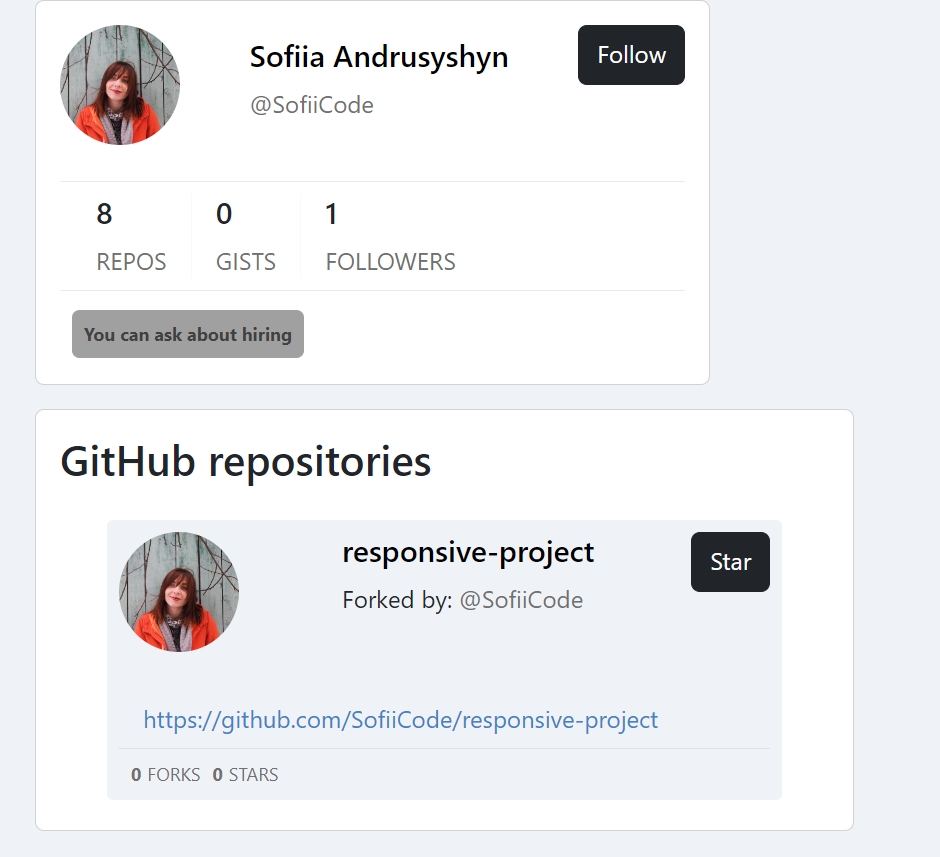 Sofiia Andrusyshyn
Follow
@SofiiCode
8 0 1
REPOS GISTS FOLLOWERS
You can ask about hiring
GitHub repositories
responsive-project
Star
Forked by: @SofiiCode
https://github.com/SofiiCode/responsive-project
0 FORKS 0 STARS